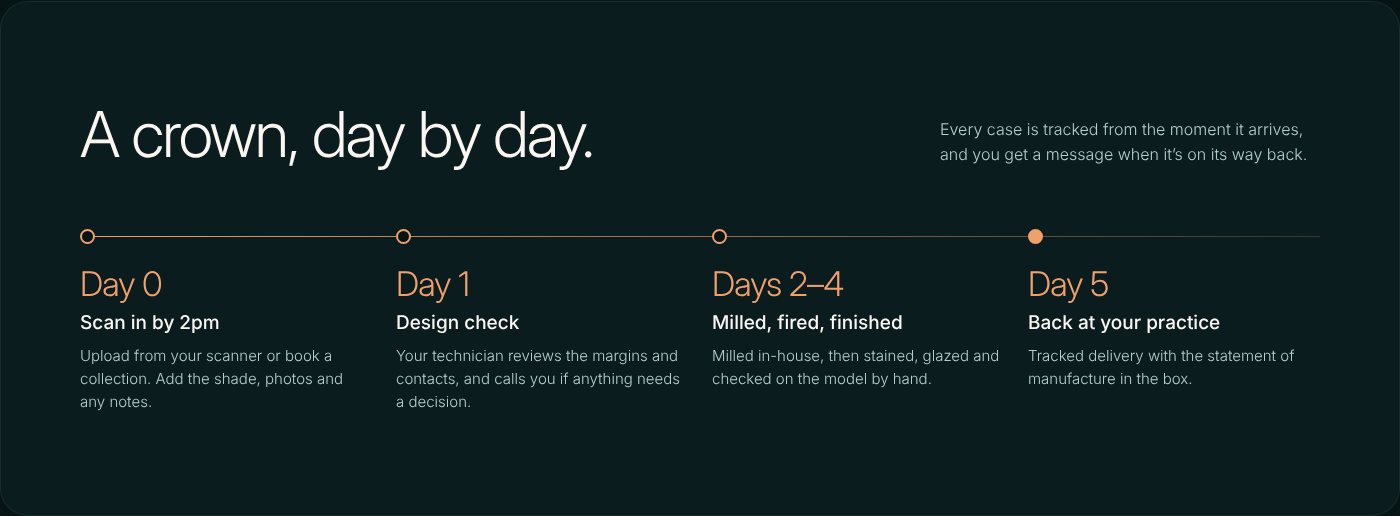 A crown, day by day.
Every case is tracked from the moment it arrives,
and you get a message when it’s on its way back.
Day 0
Scan in by 2pm
Upload from your scanner or book a
collection. Add the shade, photos and
any notes.
Day 1
Design check
Your technician reviews the margins and
contacts, and calls you if anything needs
a decision.
Days 2–4
Milled, fired, finished
Milled in-house, then stained, glazed and
checked on the model by hand.
Day 5
Back at your practice
Tracked delivery with the statement of
manufacture in the box.